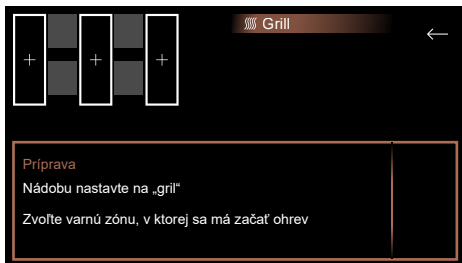 Grill
Príprava
Nádobu nastavte na „gril“
Zvoľte varnú zónu, v ktorej sa má začať ohrev